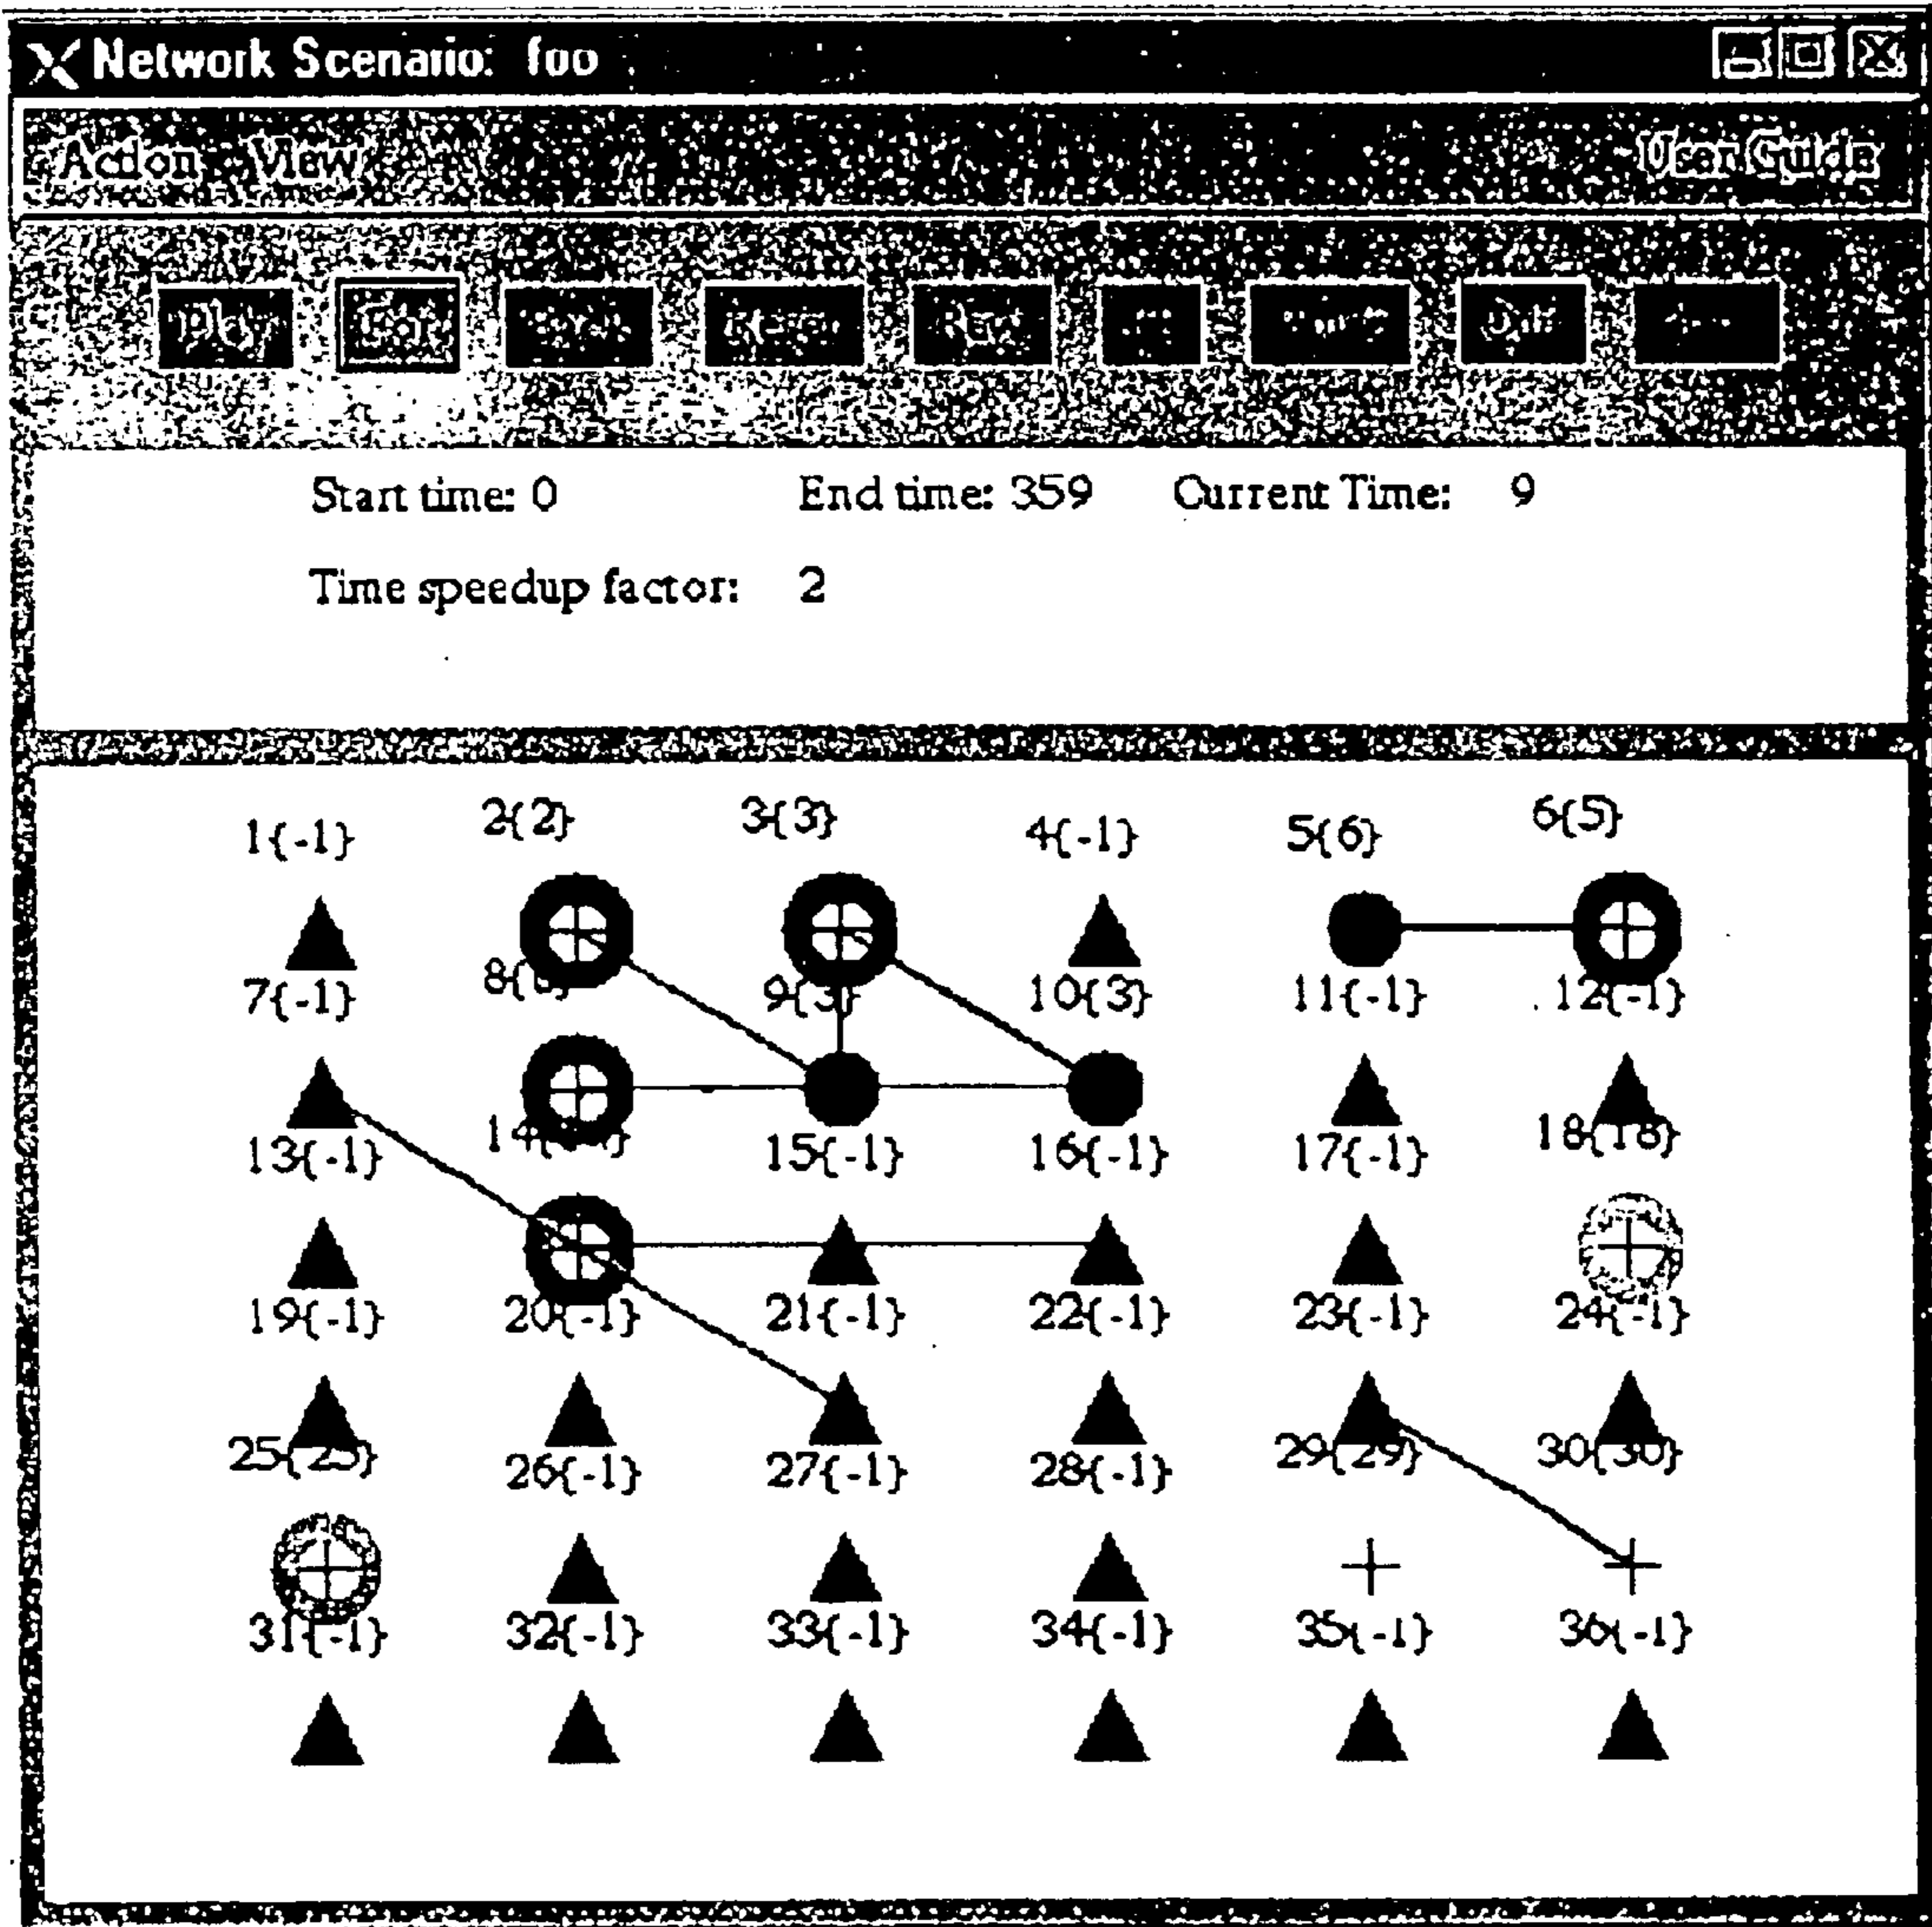 Network Scenario: foo
Action View User Guide
Play
Start time: 0 End time: 359 Current Time: 9
Time speedup factor: 2
1{-1} 2{2} 3{3} 4{-1} 5{6} 6{5}
7{-1} 9{3} 10{3} 11{-1} 12{-1}
13{-1} 15{-1} 16{-1} 17{-1} 18{18}
19{-1} 20{-1} 21{-1} 22{-1} 23{-1} 24{-1}
25{25} 26{-1} 27{-1} 28{-1} 29{29} 30{30}
31{-1} 32{-1} 33{-1} 34{-1} 35{-1} 36{-1}